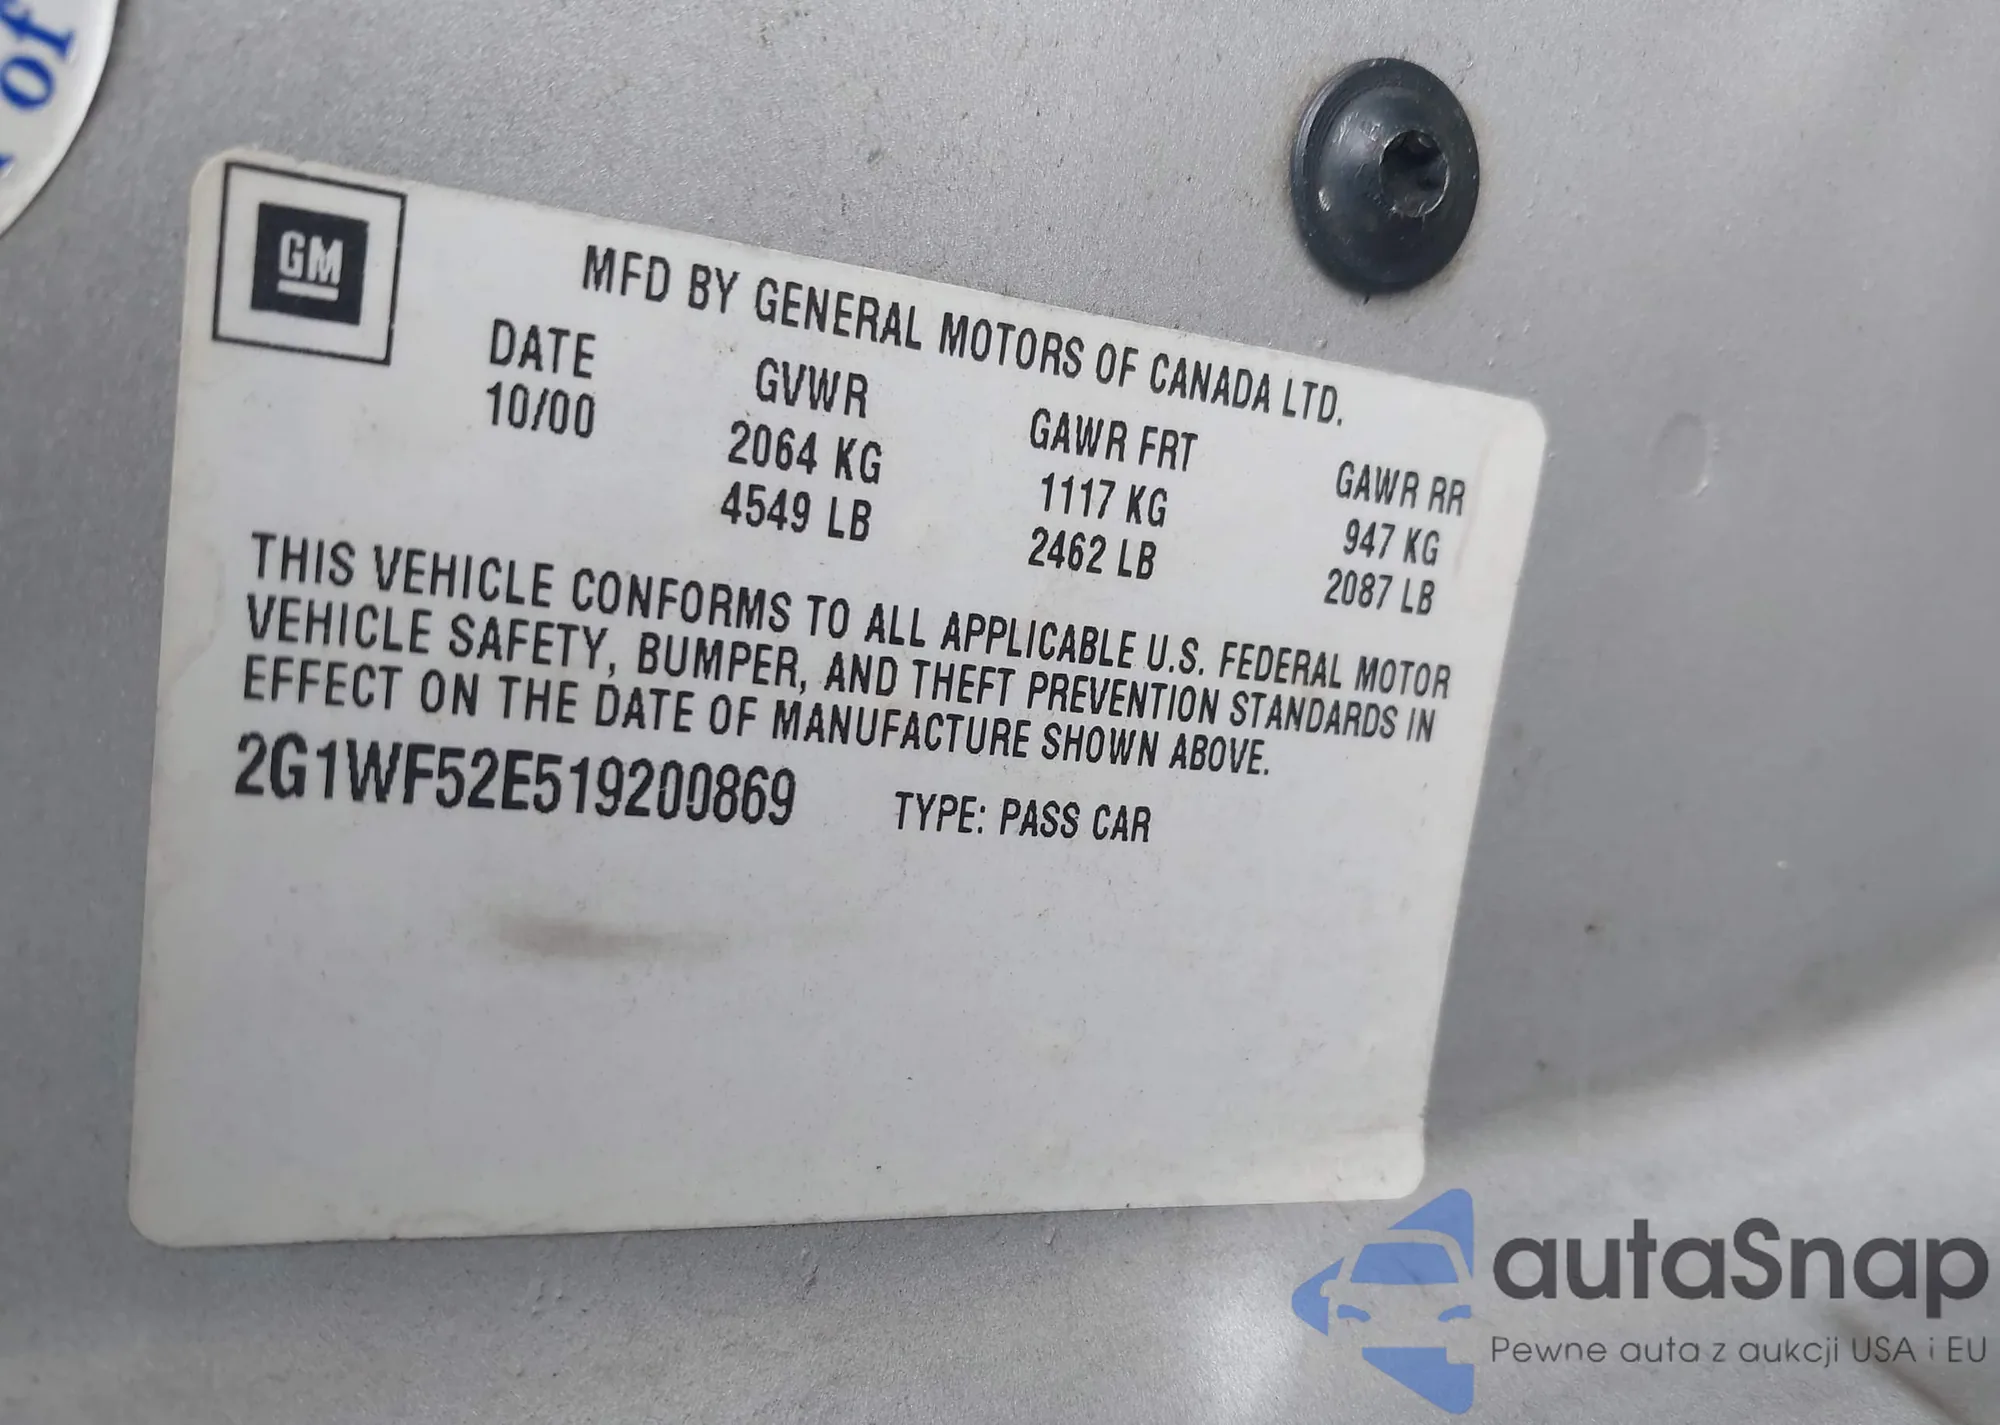 of
GM
MFD BY GENERAL MOTORS OF CANADA LTD.
DATE GVWR GAWR FRT GAWR RR
10/00 2064 KG 1117 KG 947 KG
4549 LB 2462 LB 2087 LB
THIS VEHICLE CONFORMS TO ALL APPLICABLE U.S. FEDERAL MOTOR
VEHICLE SAFETY, BUMPER, AND THEFT PREVENTION STANDARDS IN
EFFECT ON THE DATE OF MANUFACTURE SHOWN ABOVE.
2G1WF52E519200869 TYPE: PASS CAR
autaSnap
Pewne auta z aukcji USA i EU